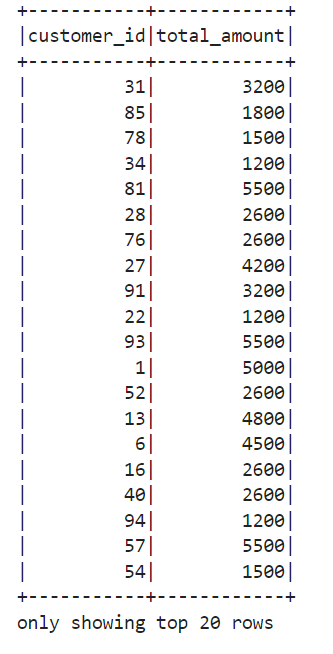 +-----------+------------+
|customer_id|total_amount|
+-----------+------------+
|         31|        3200|
|         85|        1800|
|         78|        1500|
|         34|        1200|
|         81|        5500|
|         28|        2600|
|         76|        2600|
|         27|        4200|
|         91|        3200|
|         22|        1200|
|         93|        5500|
|          1|        5000|
|         52|        2600|
|         13|        4800|
|          6|        4500|
|         16|        2600|
|         40|        2600|
|         94|        1200|
|         57|        5500|
|         54|        1500|
+-----------+------------+
only showing top 20 rows